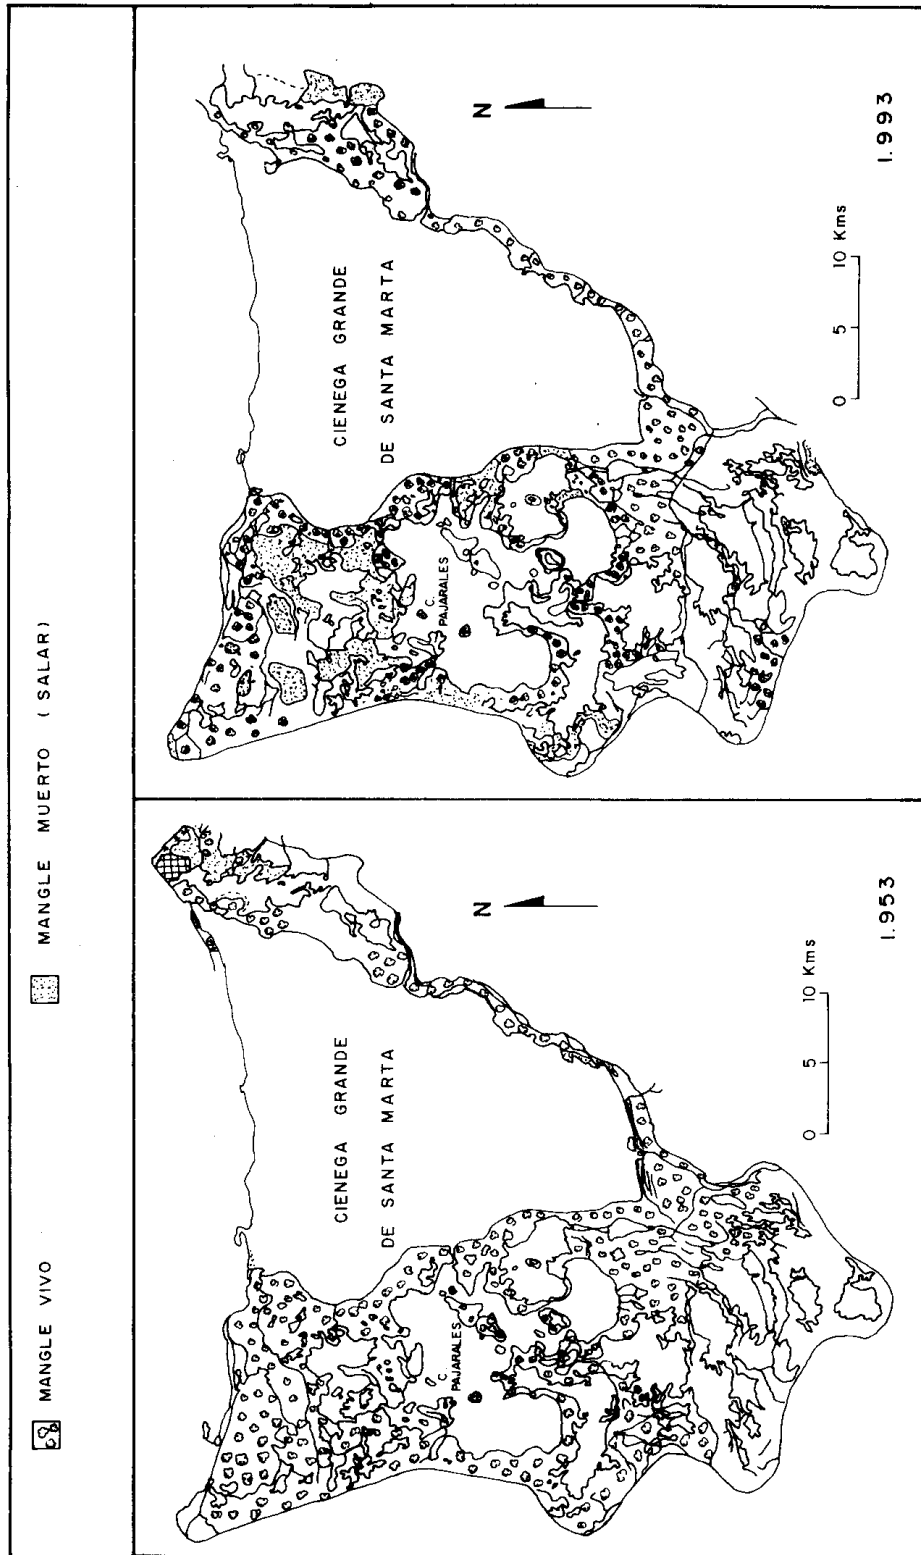 MANGLE VIVO
MANGLE MUERTO (SALAR)
CIENEGA GRANDE
DE SANTA MARTA
C.
PAJARALES
N
0 5 10 Kms
1.953
CIENEGA GRANDE
DE SANTA MARTA
C.
PAJARALES
N
0 5 10 Kms
1.993